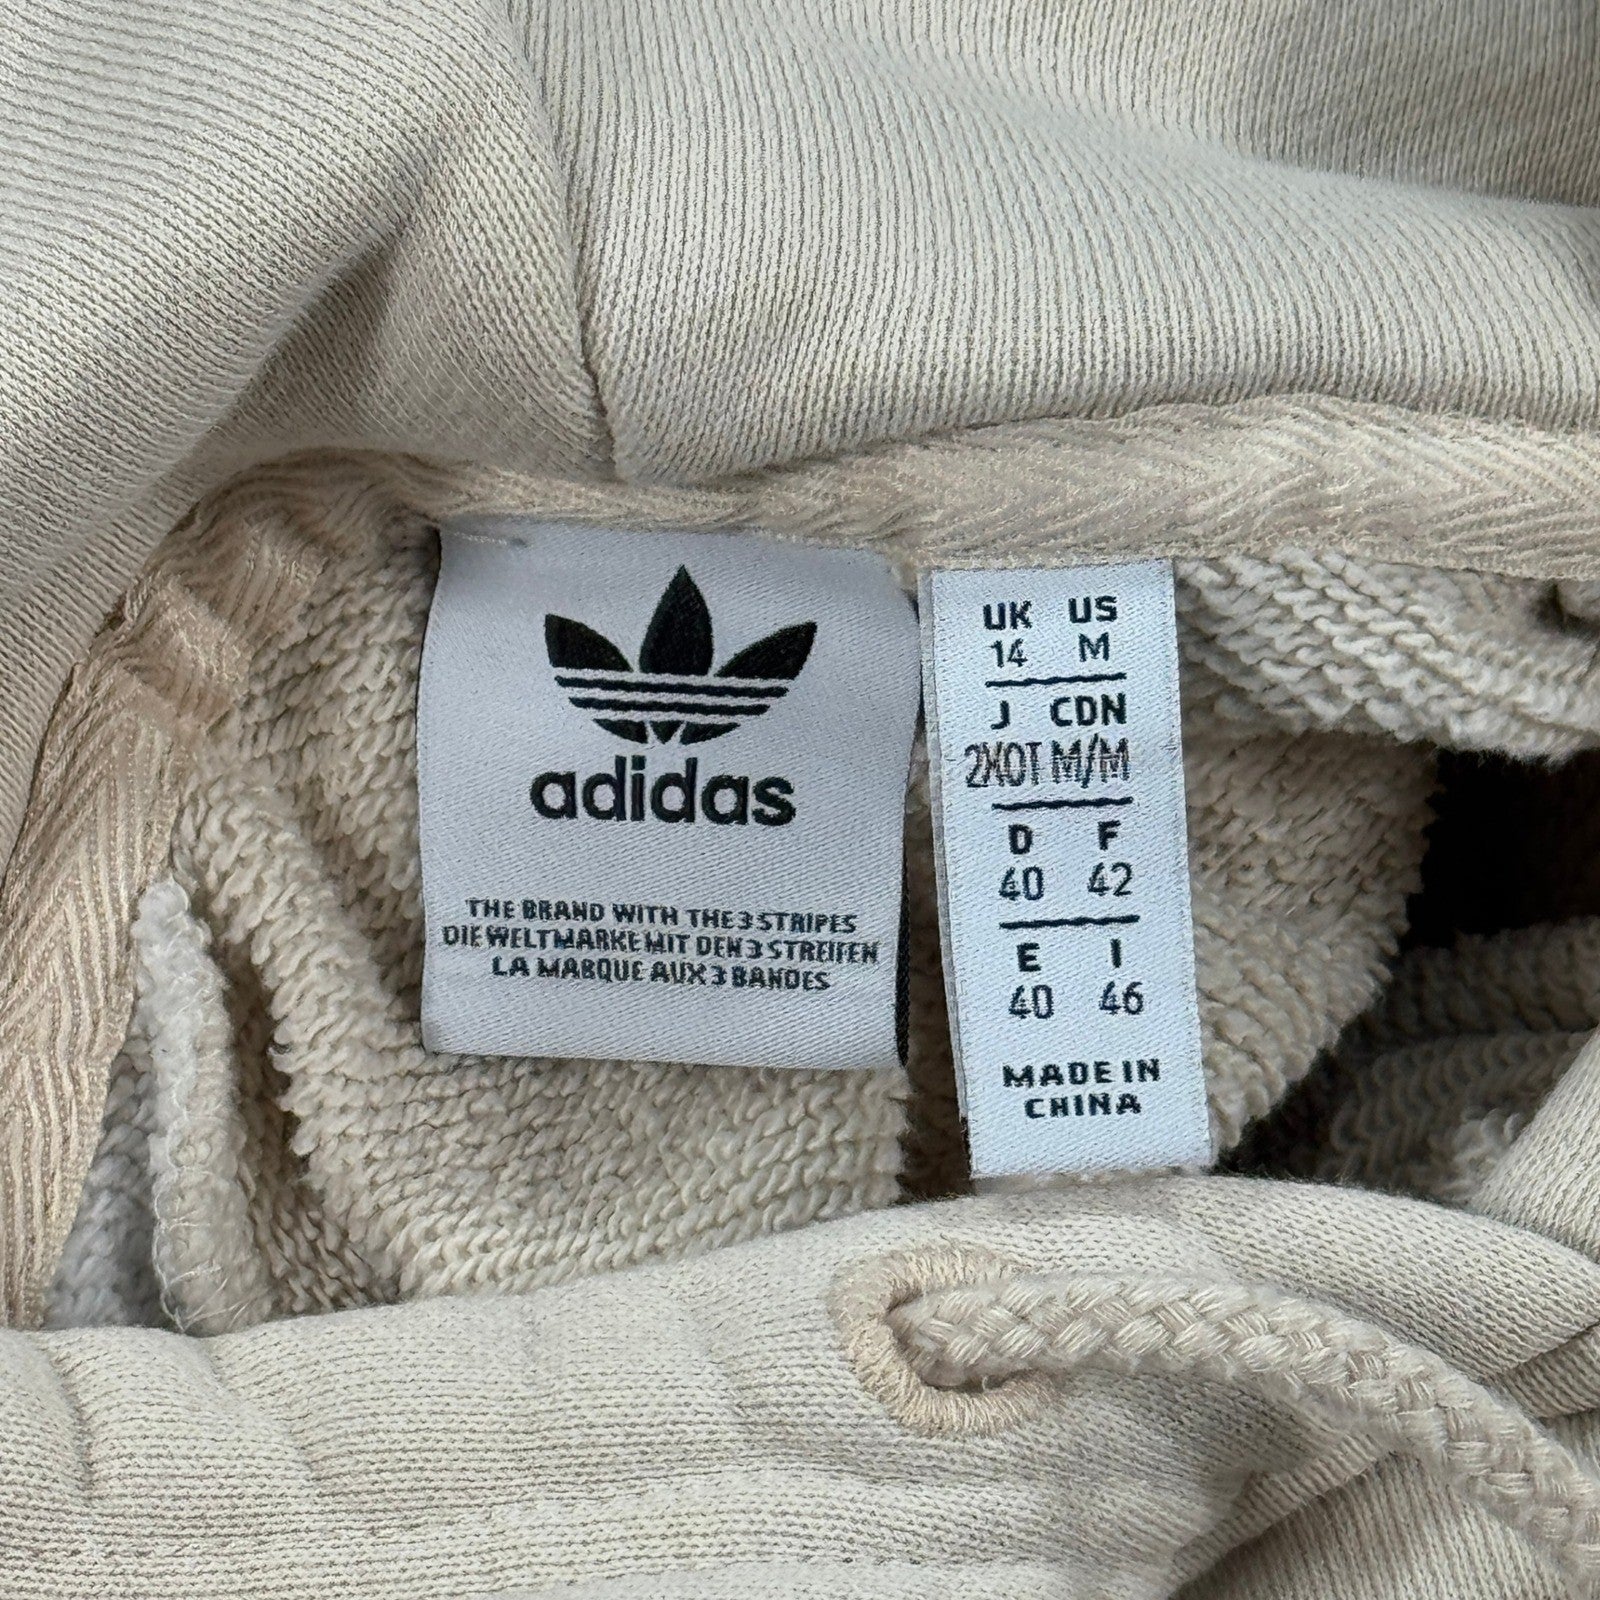 adidas
THE BRAND WITH THE 3 STRIPES
DIE WELTMARKE MIT DEN 3 STREIFEN
LA MARQUE AUX 3 BANDES
UK US
14 M
J CDN
2XOT M/M
D F
40 42
E I
40 46
MADE IN
CHINA